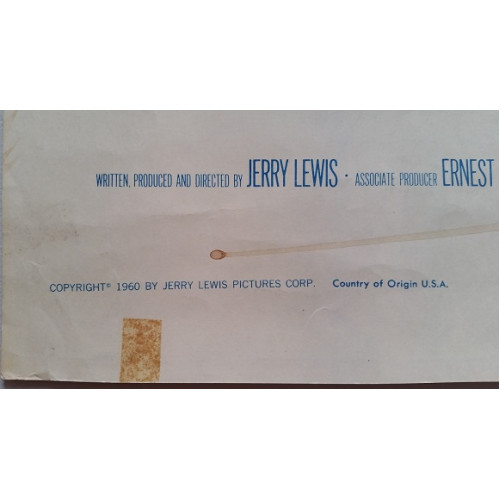 WRITTEN, PRODUCED AND DIRECTED BY JERRY LEWIS · ASSOCIATE PRODUCER ERNEST
COPYRIGHT© 1960 BY JERRY LEWIS PICTURES CORP. Country of Origin U.S.A.